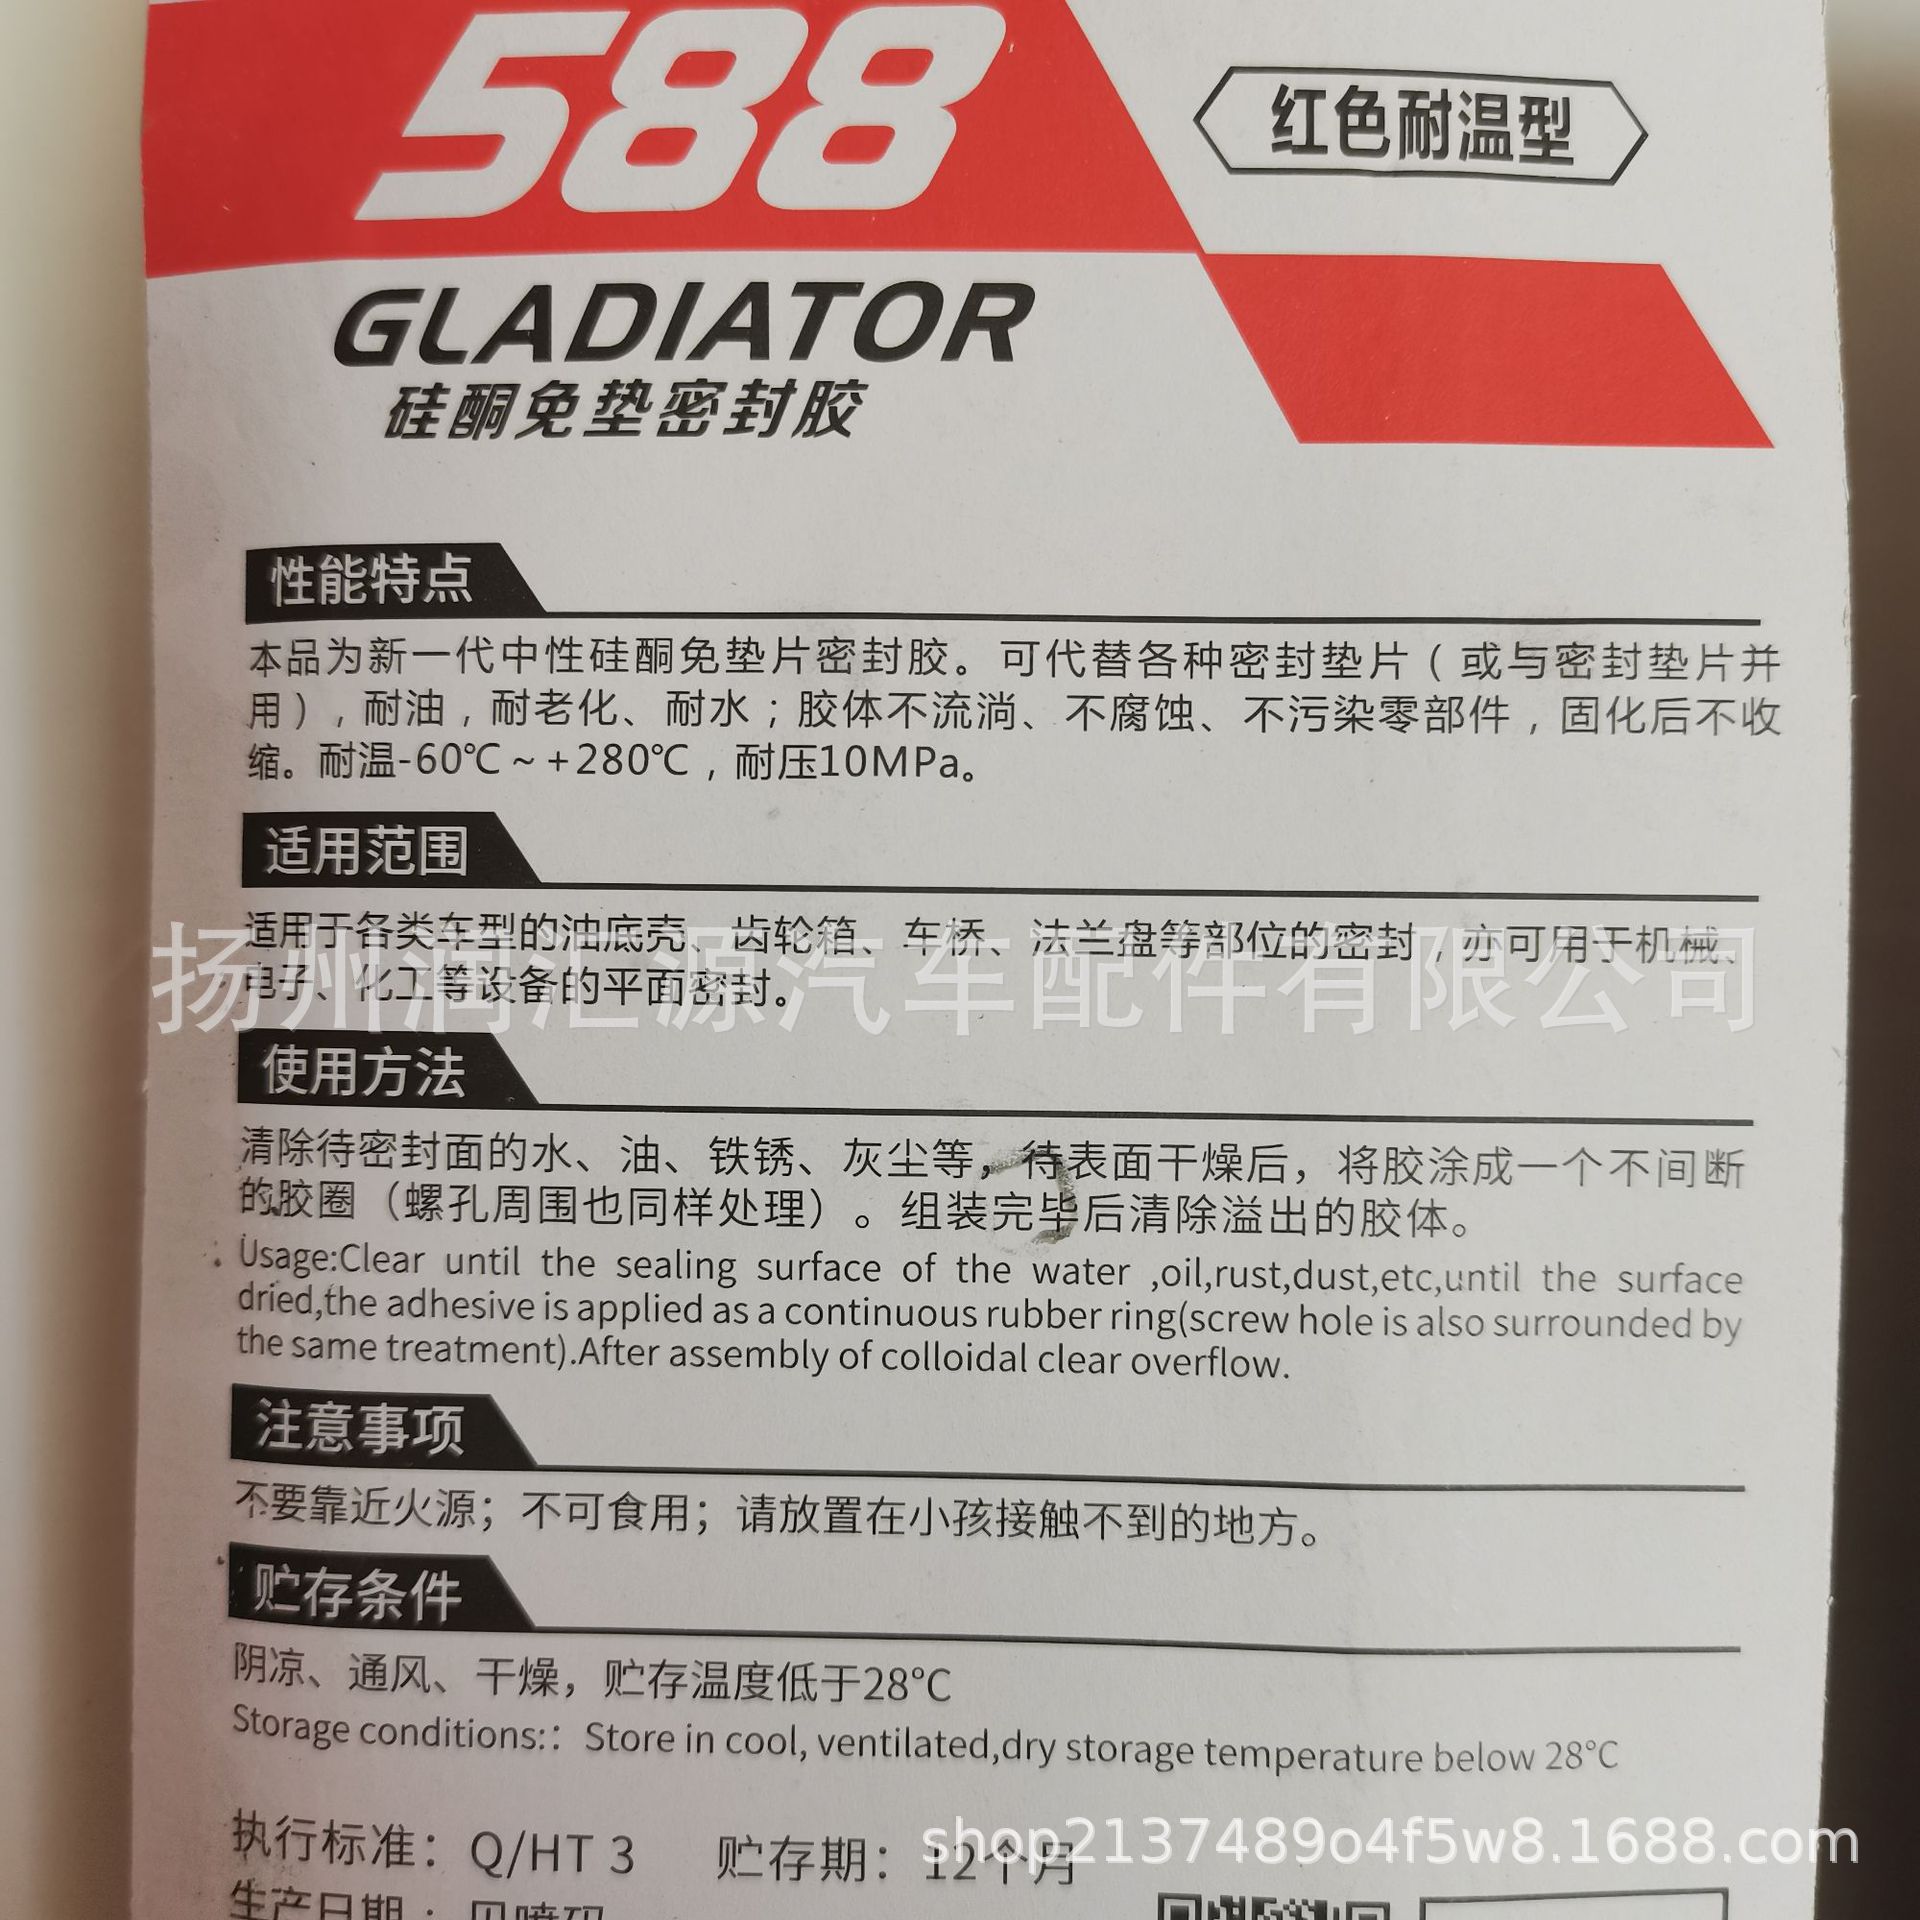 588
红色耐温型
GLADIATOR
硅酮免垫密封胶
性能特点
本品为新一代中性硅酮免垫片密封胶。可代替各种密封垫片（或与密封垫片并
用），耐油，耐老化、耐水；胶体不流淌、不腐蚀、不污染零部件，固化后不收
缩。耐温-60℃~+280℃，耐压10MPa。
适用范围
适用于各类车型的油底壳、齿轮箱、车桥、法兰盘等部位的密封，亦可用于机械、
电子、化工等设备的平面密封。
扬州润汇源汽车配件有限公司
使用方法
清除待密封面的水、油、铁锈、灰尘等，待表面干燥后，将胶涂成一个不间断
的胶圈（螺孔周围也同样处理）。组装完毕后清除溢出的胶体。
Usage:Clear until the sealing surface of the water ,oil,rust,dust,etc,until the surface
dried,the adhesive is applied as a continuous rubber ring(screw hole is also surrounded by
the same treatment).After assembly of colloidal clear overflow.
注意事项
不要靠近火源；不可食用；请放置在小孩接触不到的地方。
贮存条件
阴凉、通风、干燥，贮存温度低于28°C
Storage conditions:：Store in cool, ventilated,dry storage temperature below 28°C
执行标准：Q/HT 3 贮存期：12个月
shop2137489o4f5w8.1688.com
生产日期：见喷码